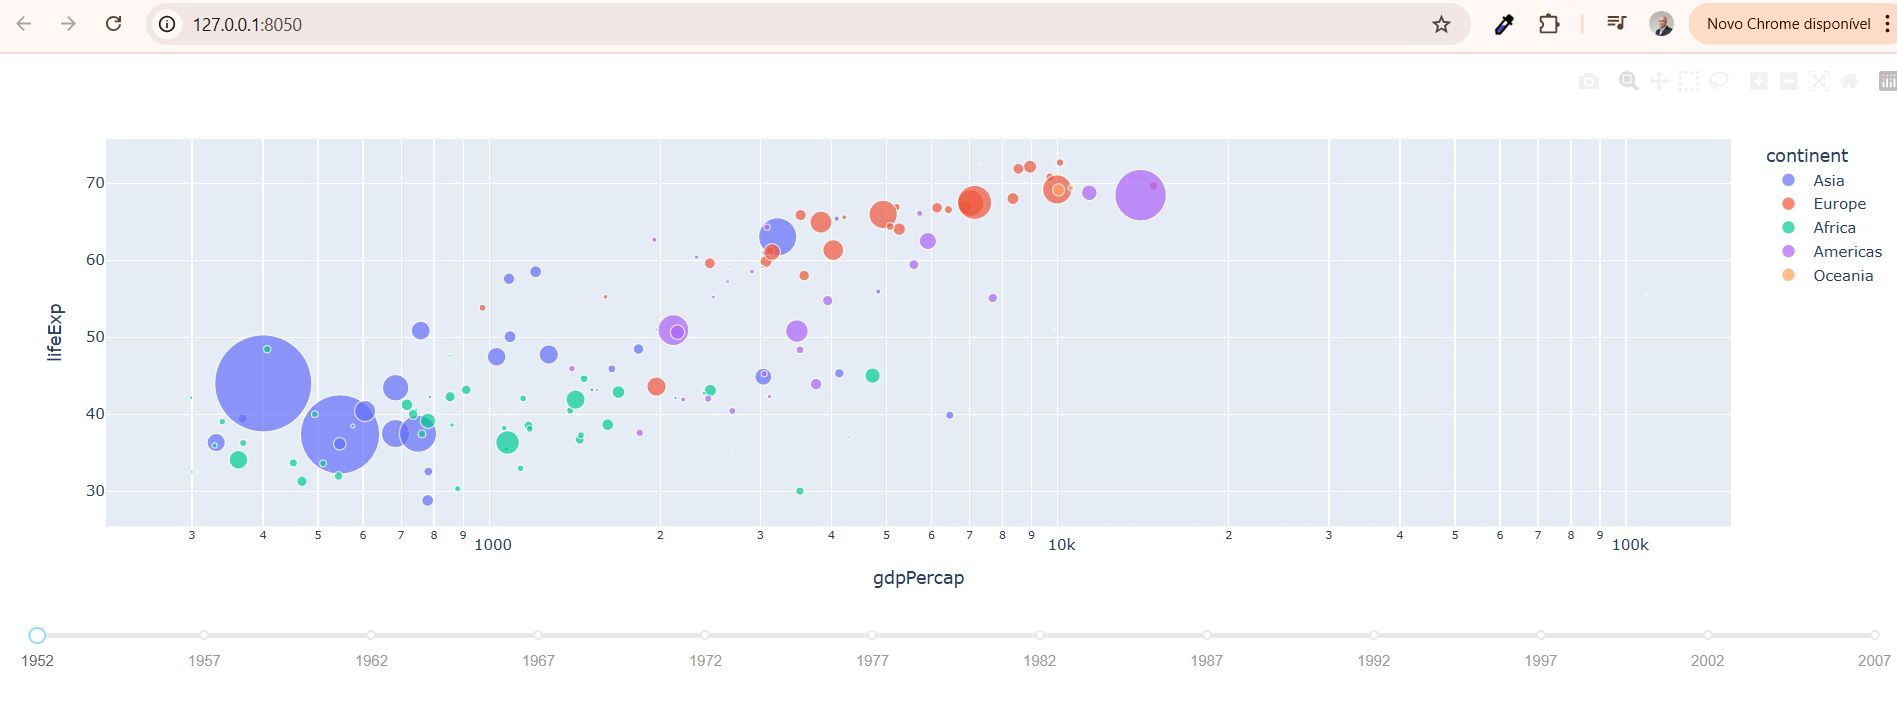 127.0.0.1:8050
Novo Chrome disponível
continent
Asia
Europe
Africa
Americas
Oceania
lifeExp
70
60
50
40
30
3 4 5 6 7 8 9 1000 2 3 4 5 6 7 8 9 10k 2 3 4 5 6 7 8 9 100k
gdpPercap
1952 1957 1962 1967 1972 1977 1982 1987 1992 1997 2002 2007